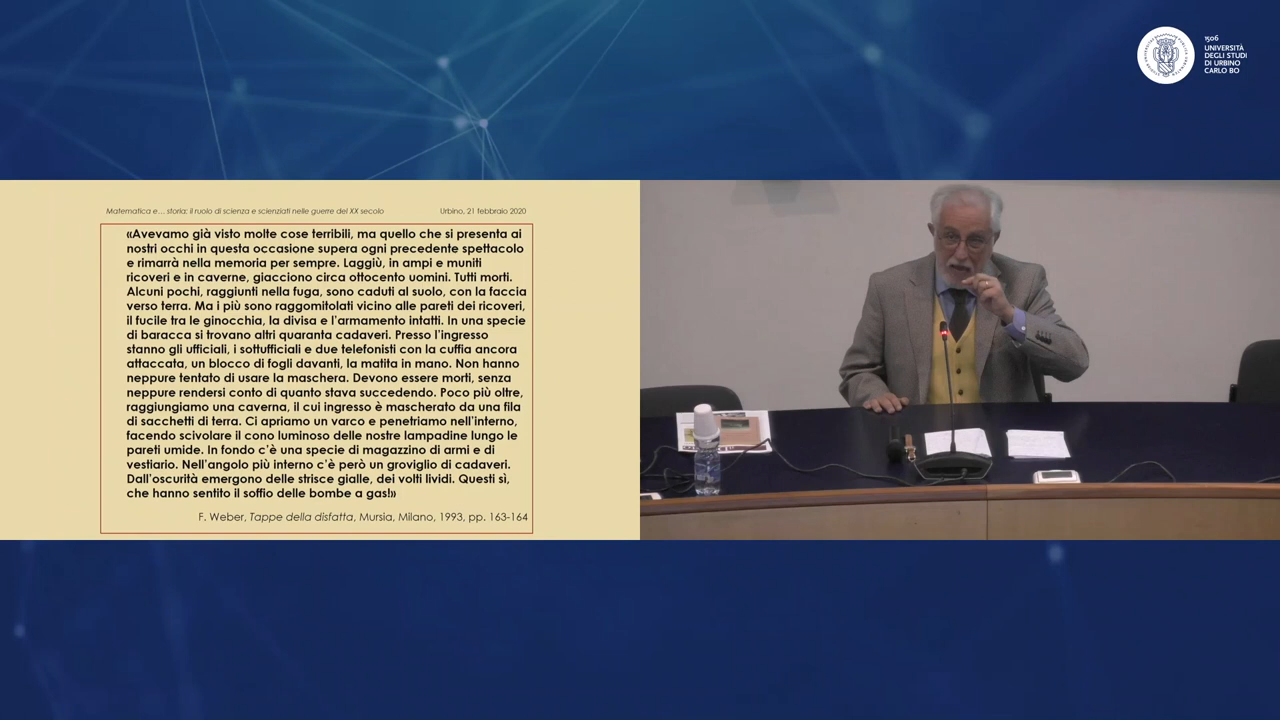 1506
UNIVERSITÀ
DEGLI STUDI
DI URBINO
CARLO BO
Matematica e... storia: il ruolo di scienza e scienziati nelle guerre del XX secolo
Urbino, 21 febbraio 2020
«Avevamo già visto molte cose terribili, ma quello che si presenta ai
nostri occhi in questa occasione supera ogni precedente spettacolo
e rimarrà nella memoria per sempre. Laggiù, in ampi e muniti
ricoveri e in caverne, giacciono circa ottocento uomini. Tutti morti.
Alcuni pochi, raggiunti nella fuga, sono caduti al suolo, con la faccia
verso terra. Ma i più sono raggomitolati vicino alle pareti dei ricoveri,
il fucile tra le ginocchia, la divisa e l'armamento intatti. In una specie
di baracca si trovano altri quaranta cadaveri. Presso l'ingresso
stanno gli ufficiali, i sottufficiali e due telefonisti con la cuffia ancora
attaccata, un blocco di fogli davanti, la matita in mano. Non hanno
neppure tentato di usare la maschera. Devono essere morti, senza
neppure rendersi conto di quanto stava succedendo. Poco più oltre,
raggiungiamo una caverna, il cui ingresso è mascherato da una fila
di sacchetti di terra. Ci apriamo un varco e penetriamo nell'interno,
facendo scivolare il cono luminoso delle nostre lampadine lungo le
pareti umide. In fondo c'è una specie di magazzino di armi e di
vestiario. Nell'angolo più interno c'è però un groviglio di cadaveri.
Dall'oscurità emergono delle strisce gialle, dei volti lividi. Questi sì,
che hanno sentito il soffio delle bombe a gas!»
F. Weber, Tappe della disfatta, Mursia, Milano, 1993, pp. 163-164